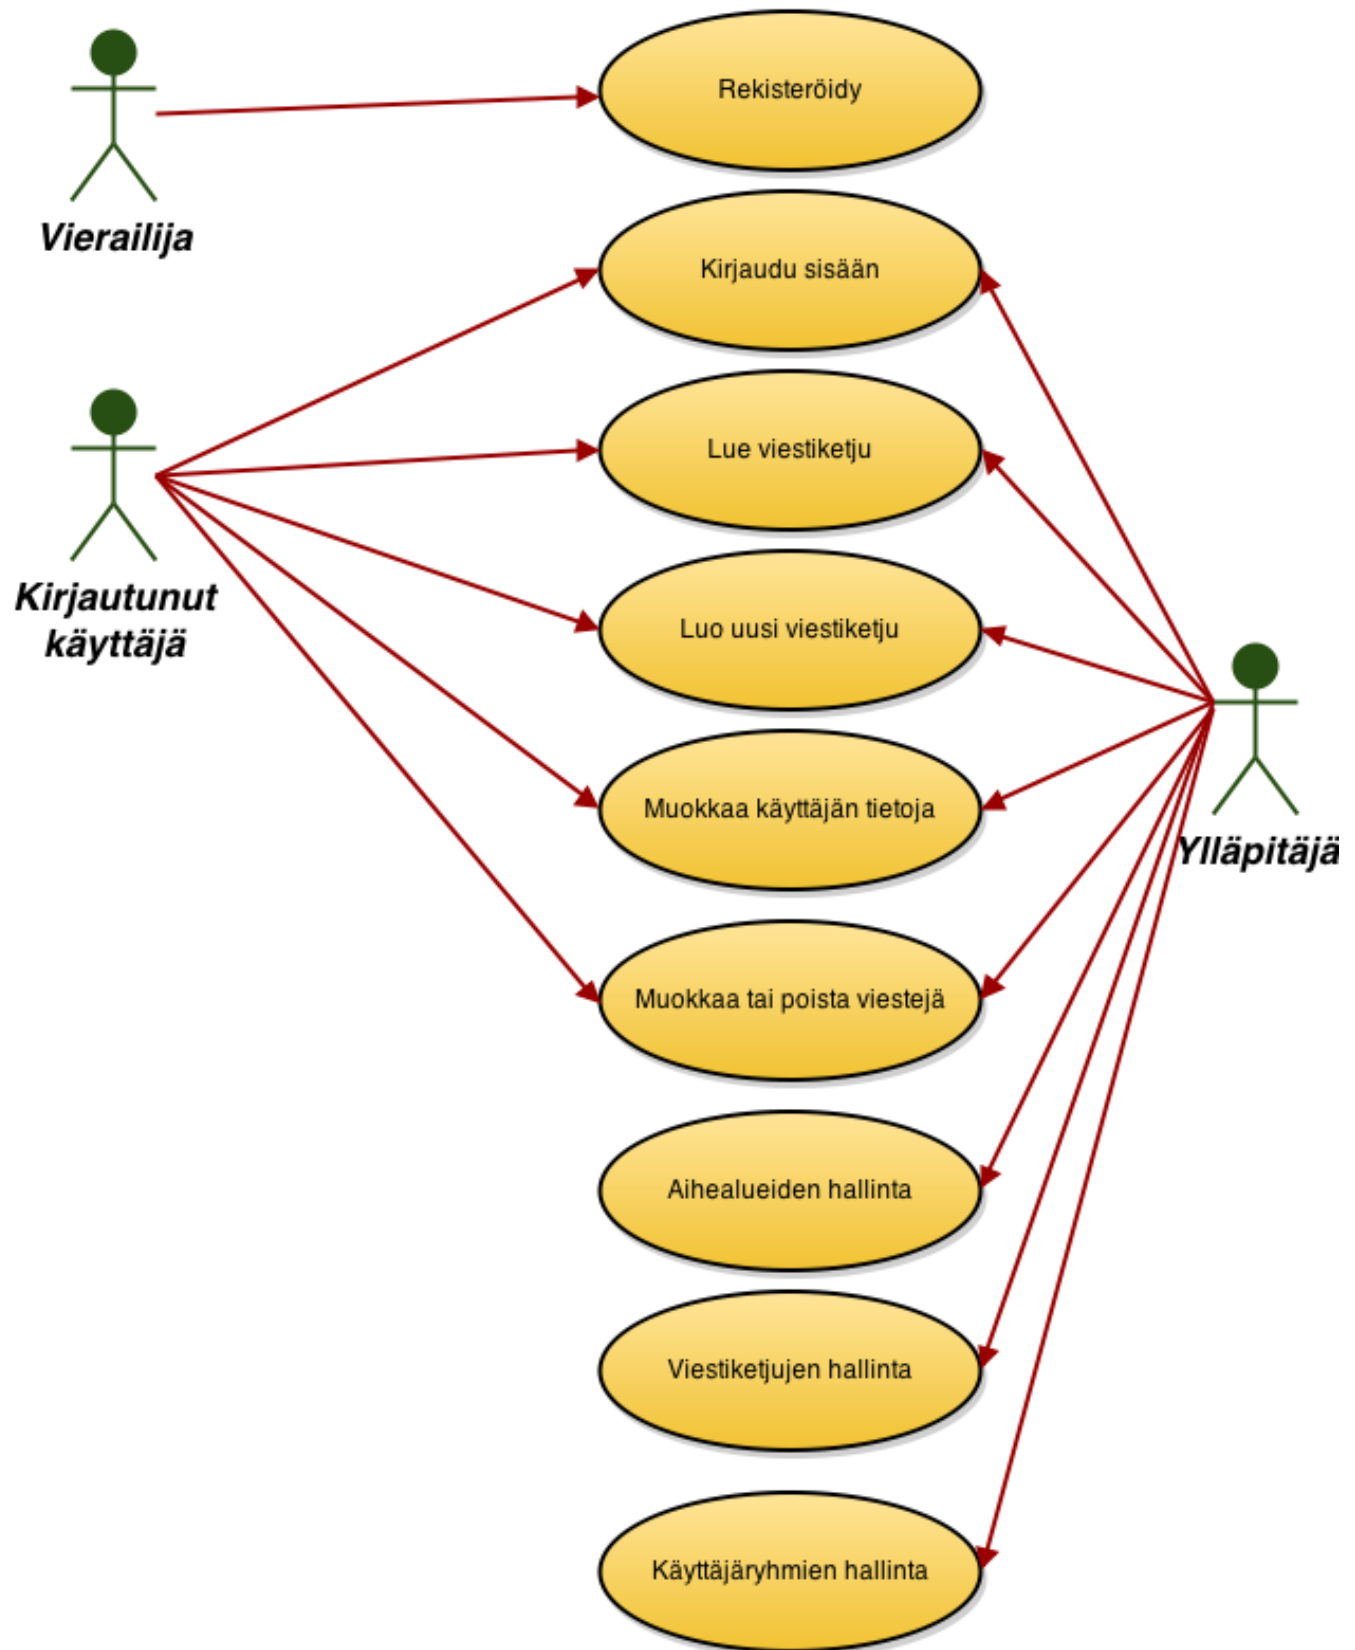 Rekisteröidy
Vierailija
Kirjaudu sisään
Lue viestiketju
Kirjautunut
käyttäjä
Luo uusi viestiketju
Muokkaa käyttäjän tietoja
Ylläpitäjä
Muokkaa tai poista viestejä
Aihealueiden hallinta
Viestiketjujen hallinta
Käyttäjäryhmien hallinta